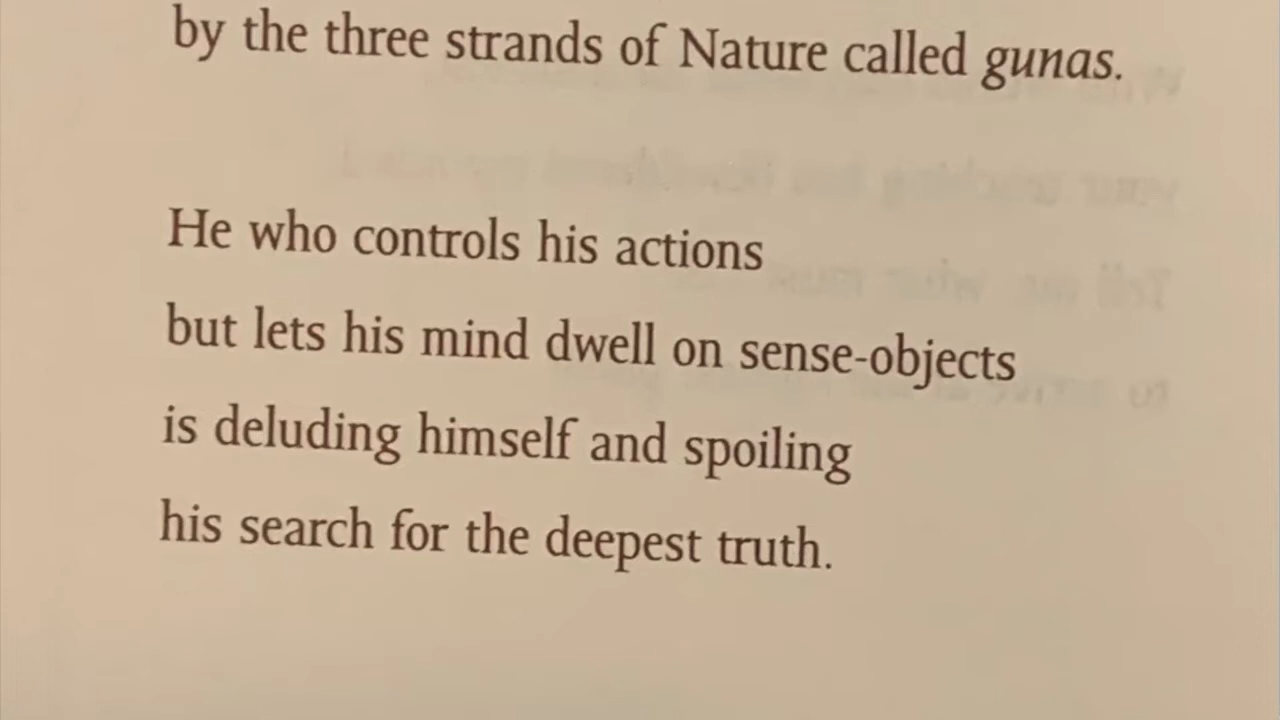 by the three strands of Nature called gunas.
He who controls his actions
but lets his mind dwell on sense-objects
is deluding himself and spoiling
his search for the deepest truth.